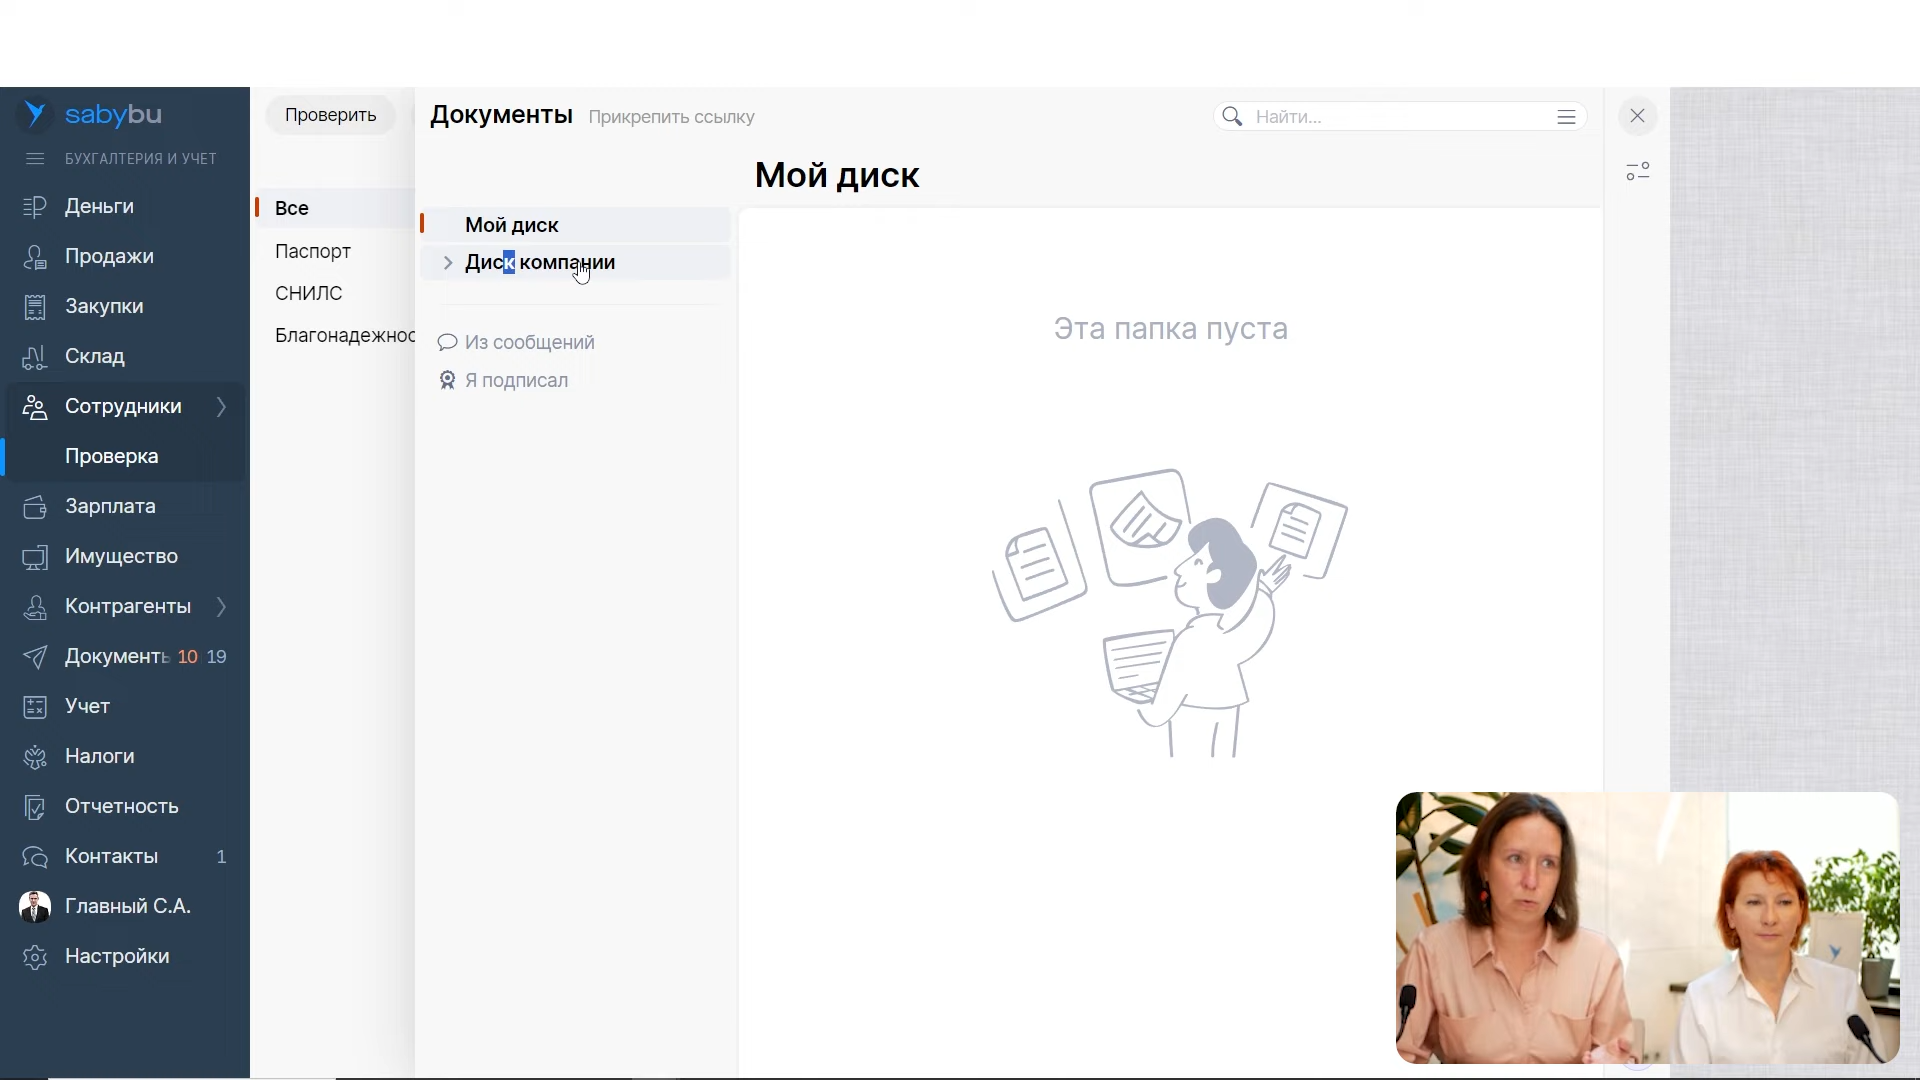 sabybu
БУХГАЛТЕРИЯ И УЧЕТ
Деньги
Продажи
Закупки
Склад
Сотрудники
Проверка
Зарплата
Имущество
Контрагенты
Документь 10 19
Учет
Налоги
Отчетность
Контакты 1
Главный С.А.
Настройки
Проверить
Все
Паспорт
СНИЛС
Благонадежнос
Документы Прикрепить ссылку
Найти...
Мой диск
Мой диск
Диск компании
Из сообщений
Я подписал
Эта папка пуста